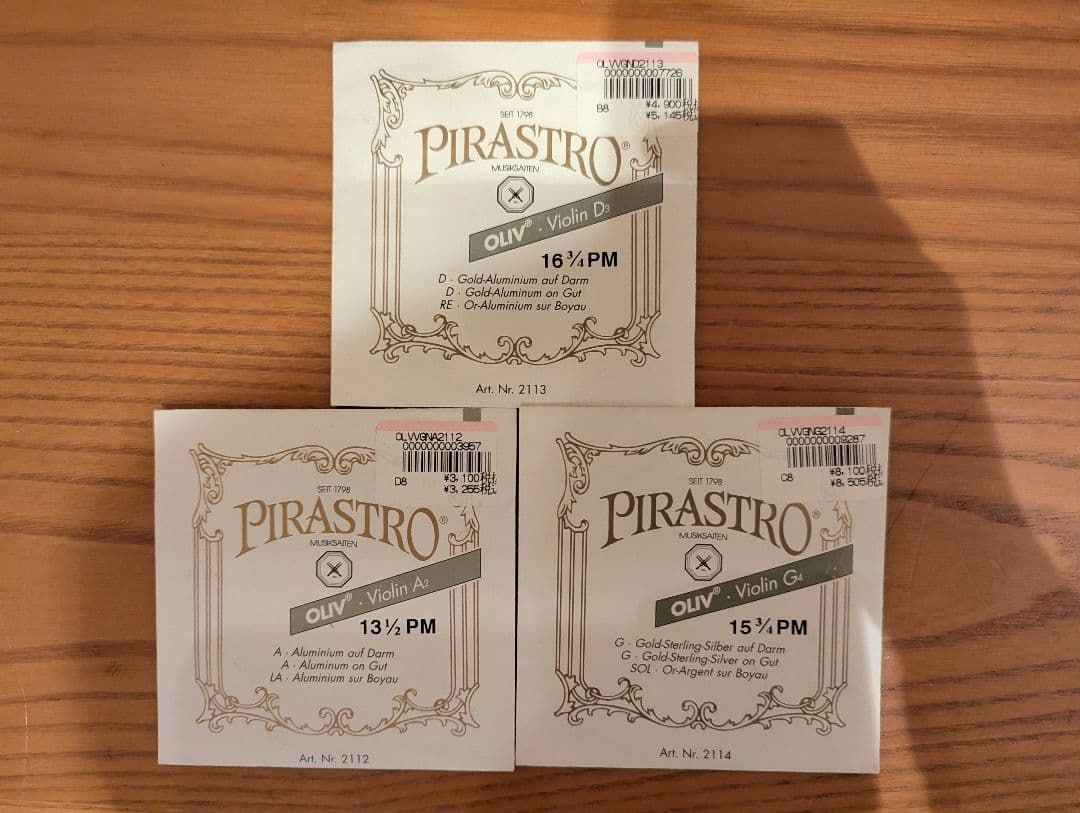 OLVVGND2113
0000000007726
B8
¥4,900税抜
¥5,145税込
SEIT 1798
PIRASTRO®
MUSIKSAITEN
OLIV® · Violin D3
16 ¾ PM
D · Gold-Aluminium auf Darm
D · Gold-Aluminum on Gut
RE · Or-Aluminium sur Boyau
Art. Nr. 2113
OLVVGNA2112
0000000003957
D8
¥3,100税抜
¥3,255税込
SEIT 1798
PIRASTRO®
MUSIKSAITEN
OLIV® · Violin A2
13 ½ PM
A · Aluminium auf Darm
A · Aluminum on Gut
LA · Aluminium sur Boyau
Art. Nr. 2112
OLVVGNG2114
0000000009287
C8
¥8,100税抜
¥8,505税込
SEIT 1798
PIRASTRO®
MUSIKSAITEN
OLIV® · Violin G4
15 ¾ PM
G · Gold-Sterling-Silber auf Darm
G · Gold-Sterling-Silver on Gut
SOL · Or-Argent sur Boyau
Art. Nr. 2114